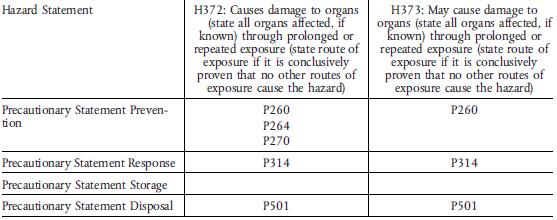 Hazard Statement
H372: Causes damage to organs
(state all organs affected, if
known) through prolonged or
repeated exposure (state route of
exposure if it is conclusively
proven that no other routes of
exposure cause the hazard)
H373: May cause damage to
organs (state all organs affected, if
known) through prolonged or
repeated exposure (state route of
exposure if it is conclusively
proven that no other routes of
exposure cause the hazard)
Precautionary Statement Preven-
tion
P260
P264
P270
P260
Precautionary Statement Response
P314
P314
Precautionary Statement Storage
Precautionary Statement Disposal
P501
P501